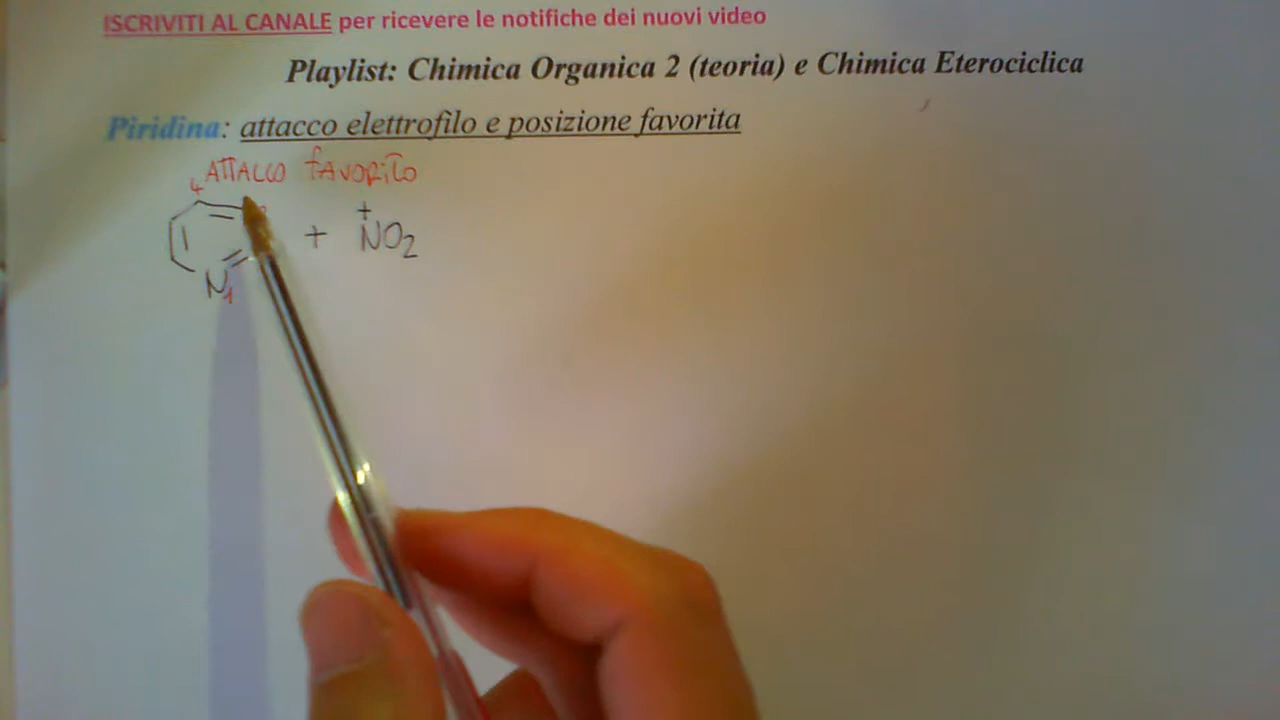 ISCRIVITI AL CANALE per ricevere le notifiche dei nuovi video
Playlist: Chimica Organica 2 (teoria) e Chimica Eterociclica
Piridina: attacco elettrofilo e posizione favorita
ATTACCO FAVORITO
4
+ +NO2
N 1